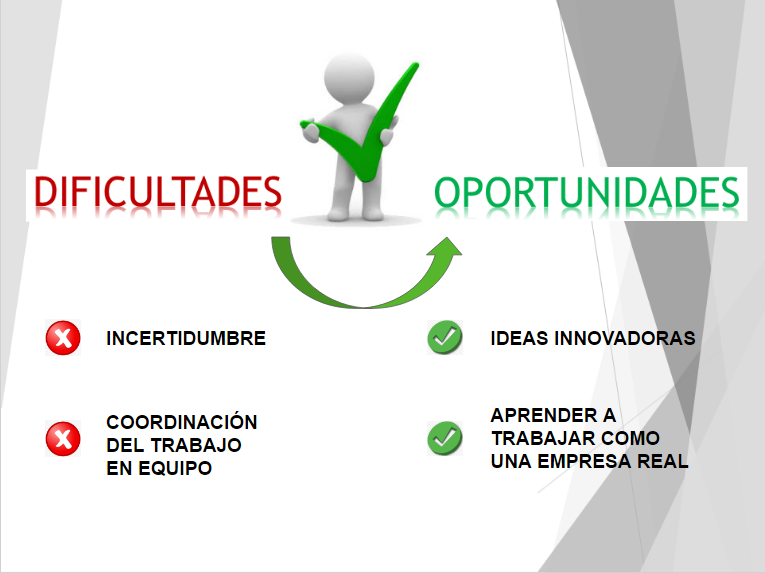 DIFICULTADES
OPORTUNIDADES
INCERTIDUMBRE
IDEAS INNOVADORAS
COORDINACIÓN
DEL TRABAJO
EN EQUIPO
APRENDER A
TRABAJAR COMO
UNA EMPRESA REAL